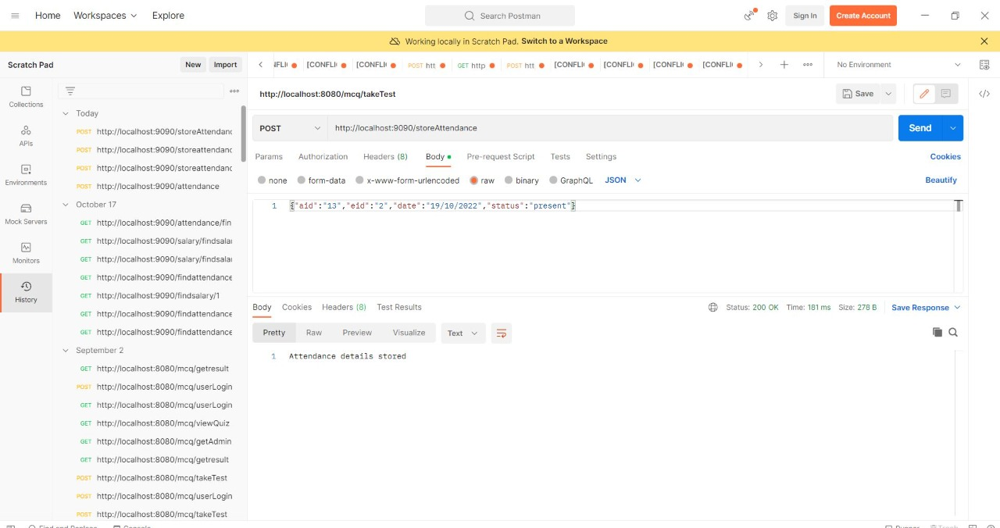 Home Workspaces Explore Search Postman Sign In Create Account
Working locally in Scratch Pad. Switch to a Workspace
Scratch Pad New Import
[CONFLI [CONFLI POST htt GET http POST htt [CONFLI [CONFLI [CONFLI [CONFLI No Environment
Collections
APIs
Environments
Mock Servers
Monitors
History
Today
POST http://localhost:9090/storeAttendanc
POST http://localhost:9090/storeattendanc
POST http://localhost:9090/storeattendanc
POST http://localhost:9090/attendance
October 17
GET http://localhost:9090/attendance/fin
GET http://localhost:9090/salary/findsalar
GET http://localhost:9090/salary/findsalar
GET http://localhost:9090/findattendance
GET http://localhost:9090/findsalary/1
GET http://localhost:9090/findattendance
GET http://localhost:9090/findattendance
September 2
GET http://localhost:8080/mcq/getresult
POST http://localhost:8080/mcq/userLogin
GET http://localhost:8080/mcq/userLogin
GET http://localhost:8080/mcq/viewQuiz
GET http://localhost:8080/mcq/getAdmin
GET http://localhost:8080/mcq/getresult
POST http://localhost:8080/mcq/takeTest
POST http://localhost:8080/mcq/userLogin
POST http://localhost:8080/mcq/takeTest
http://localhost:8080/mcq/takeTest Save
POST http://localhost:9090/storeAttendance Send
Params Authorization Headers (8) Body Pre-request Script Tests Settings Cookies
none form-data x-www-form-urlencoded raw binary GraphQL JSON Beautify
1 {"aid":"13","eid":"2","date":"19/10/2022","status":"present"}
Body Cookies Headers (8) Test Results Status: 200 OK Time: 181 ms Size: 278 B Save Response
Pretty Raw Preview Visualize Text
1 Attendance details stored
Find and Replace Console Runner Trash